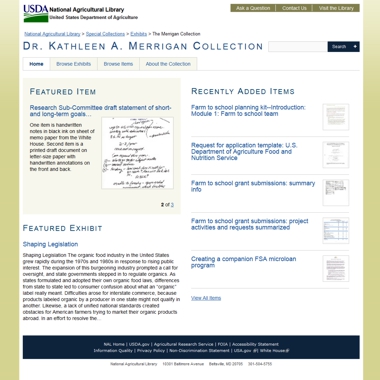 USDA National Agricultural Library
United States Department of Agriculture
Ask a Question
Contact Us
Visit the Library
National Agricultural Library > Special Collections > Exhibits > The Merrigan Collection
DR. KATHLEEN A. MERRIGAN COLLECTION
Search
Home
Browse Exhibits
Browse Items
About the Collection
FEATURED ITEM
Research Sub-Committee draft statement of short-
and long-term goals...
One item is handwritten
notes in black ink on sheet of
memo paper from the White
House. Second item is a
printed draft document on
letter-size paper with
handwritten annotations on
the front and back.
2 of 3
FEATURED EXHIBIT
Shaping Legislation
Shaping Legislation The organic food industry in the United States
grew rapidly during the 1970s and 1980s in response to rising public
interest. The expansion of this burgeoning industry prompted a call for
oversight, and state governments stepped in to regulate organics. As
states formulated and adopted their own organic food laws, differences
from state to state led to consumer confusion about what an "organic"
label really meant. Difficulties arose for interstate commerce, because
products labeled organic by a producer in one state might not qualify in
another. Likewise, a lack of unified national standards created
obstacles for American farmers trying to market their organic products
abroad. In an effort to resolve the...
RECENTLY ADDED ITEMS
Farm to school planning kit--Introduction:
Module 1: Farm to school team
Request for application template: U.S.
Department of Agriculture Food and
Nutrition Service
Farm to school grant submissions: summary
info
Farm to school grant submissions: project
activities and requests summarized
Creating a companion FSA microloan
program
View All Items
NAL Home | USDA.gov | Agricultural Research Service | FOIA | Accessibility Statement
Information Quality | Privacy Policy | Non-Discrimination Statement | USA.gov | White House
National Agricultural Library 10301 Baltimore Avenue Beltsville, MD 20705 301-504-5755